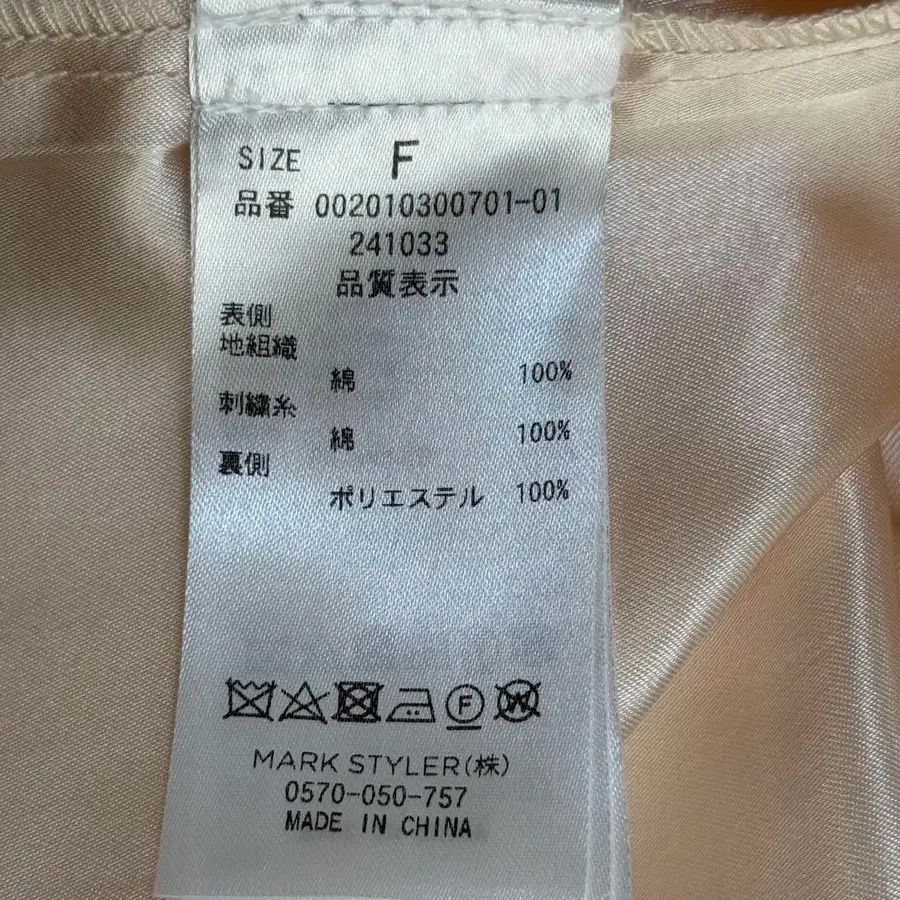 SIZE F
品番 002010300701-01
241033
品質表示
表側
地組織
綿 100%
刺繍糸
綿 100%
裏側
ポリエステル 100%
F W
MARK STYLER(株)
0570-050-757
MADE IN CHINA